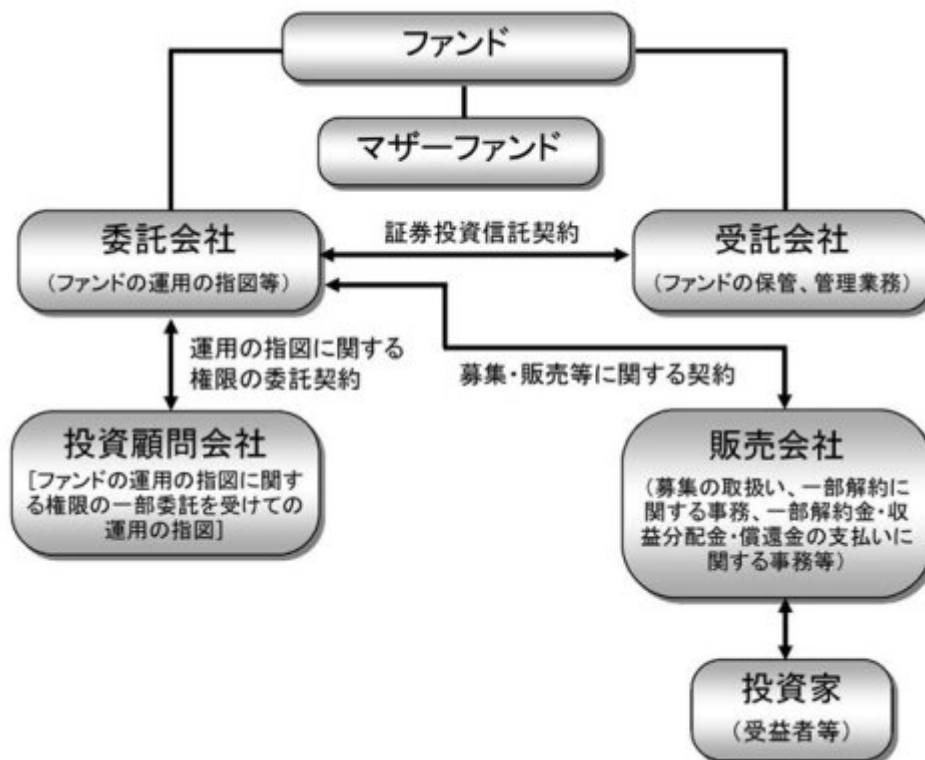 ファンド
マザーファンド
委託会社
（ファンドの運用の指図等）
証券投資信託契約
受託会社
（ファンドの保管、管理業務）
運用の指図に関する
権限の委託契約
募集・販売等に関する契約
投資顧問会社
[ファンドの運用の指図に関す
る権限の一部委託を受けての
運用の指図]
販売会社
（募集の取扱い、一部解約に
関する事務、一部解約金・収
益分配金・償還金の支払いに
関する事務等）
投資家
（受益者等）